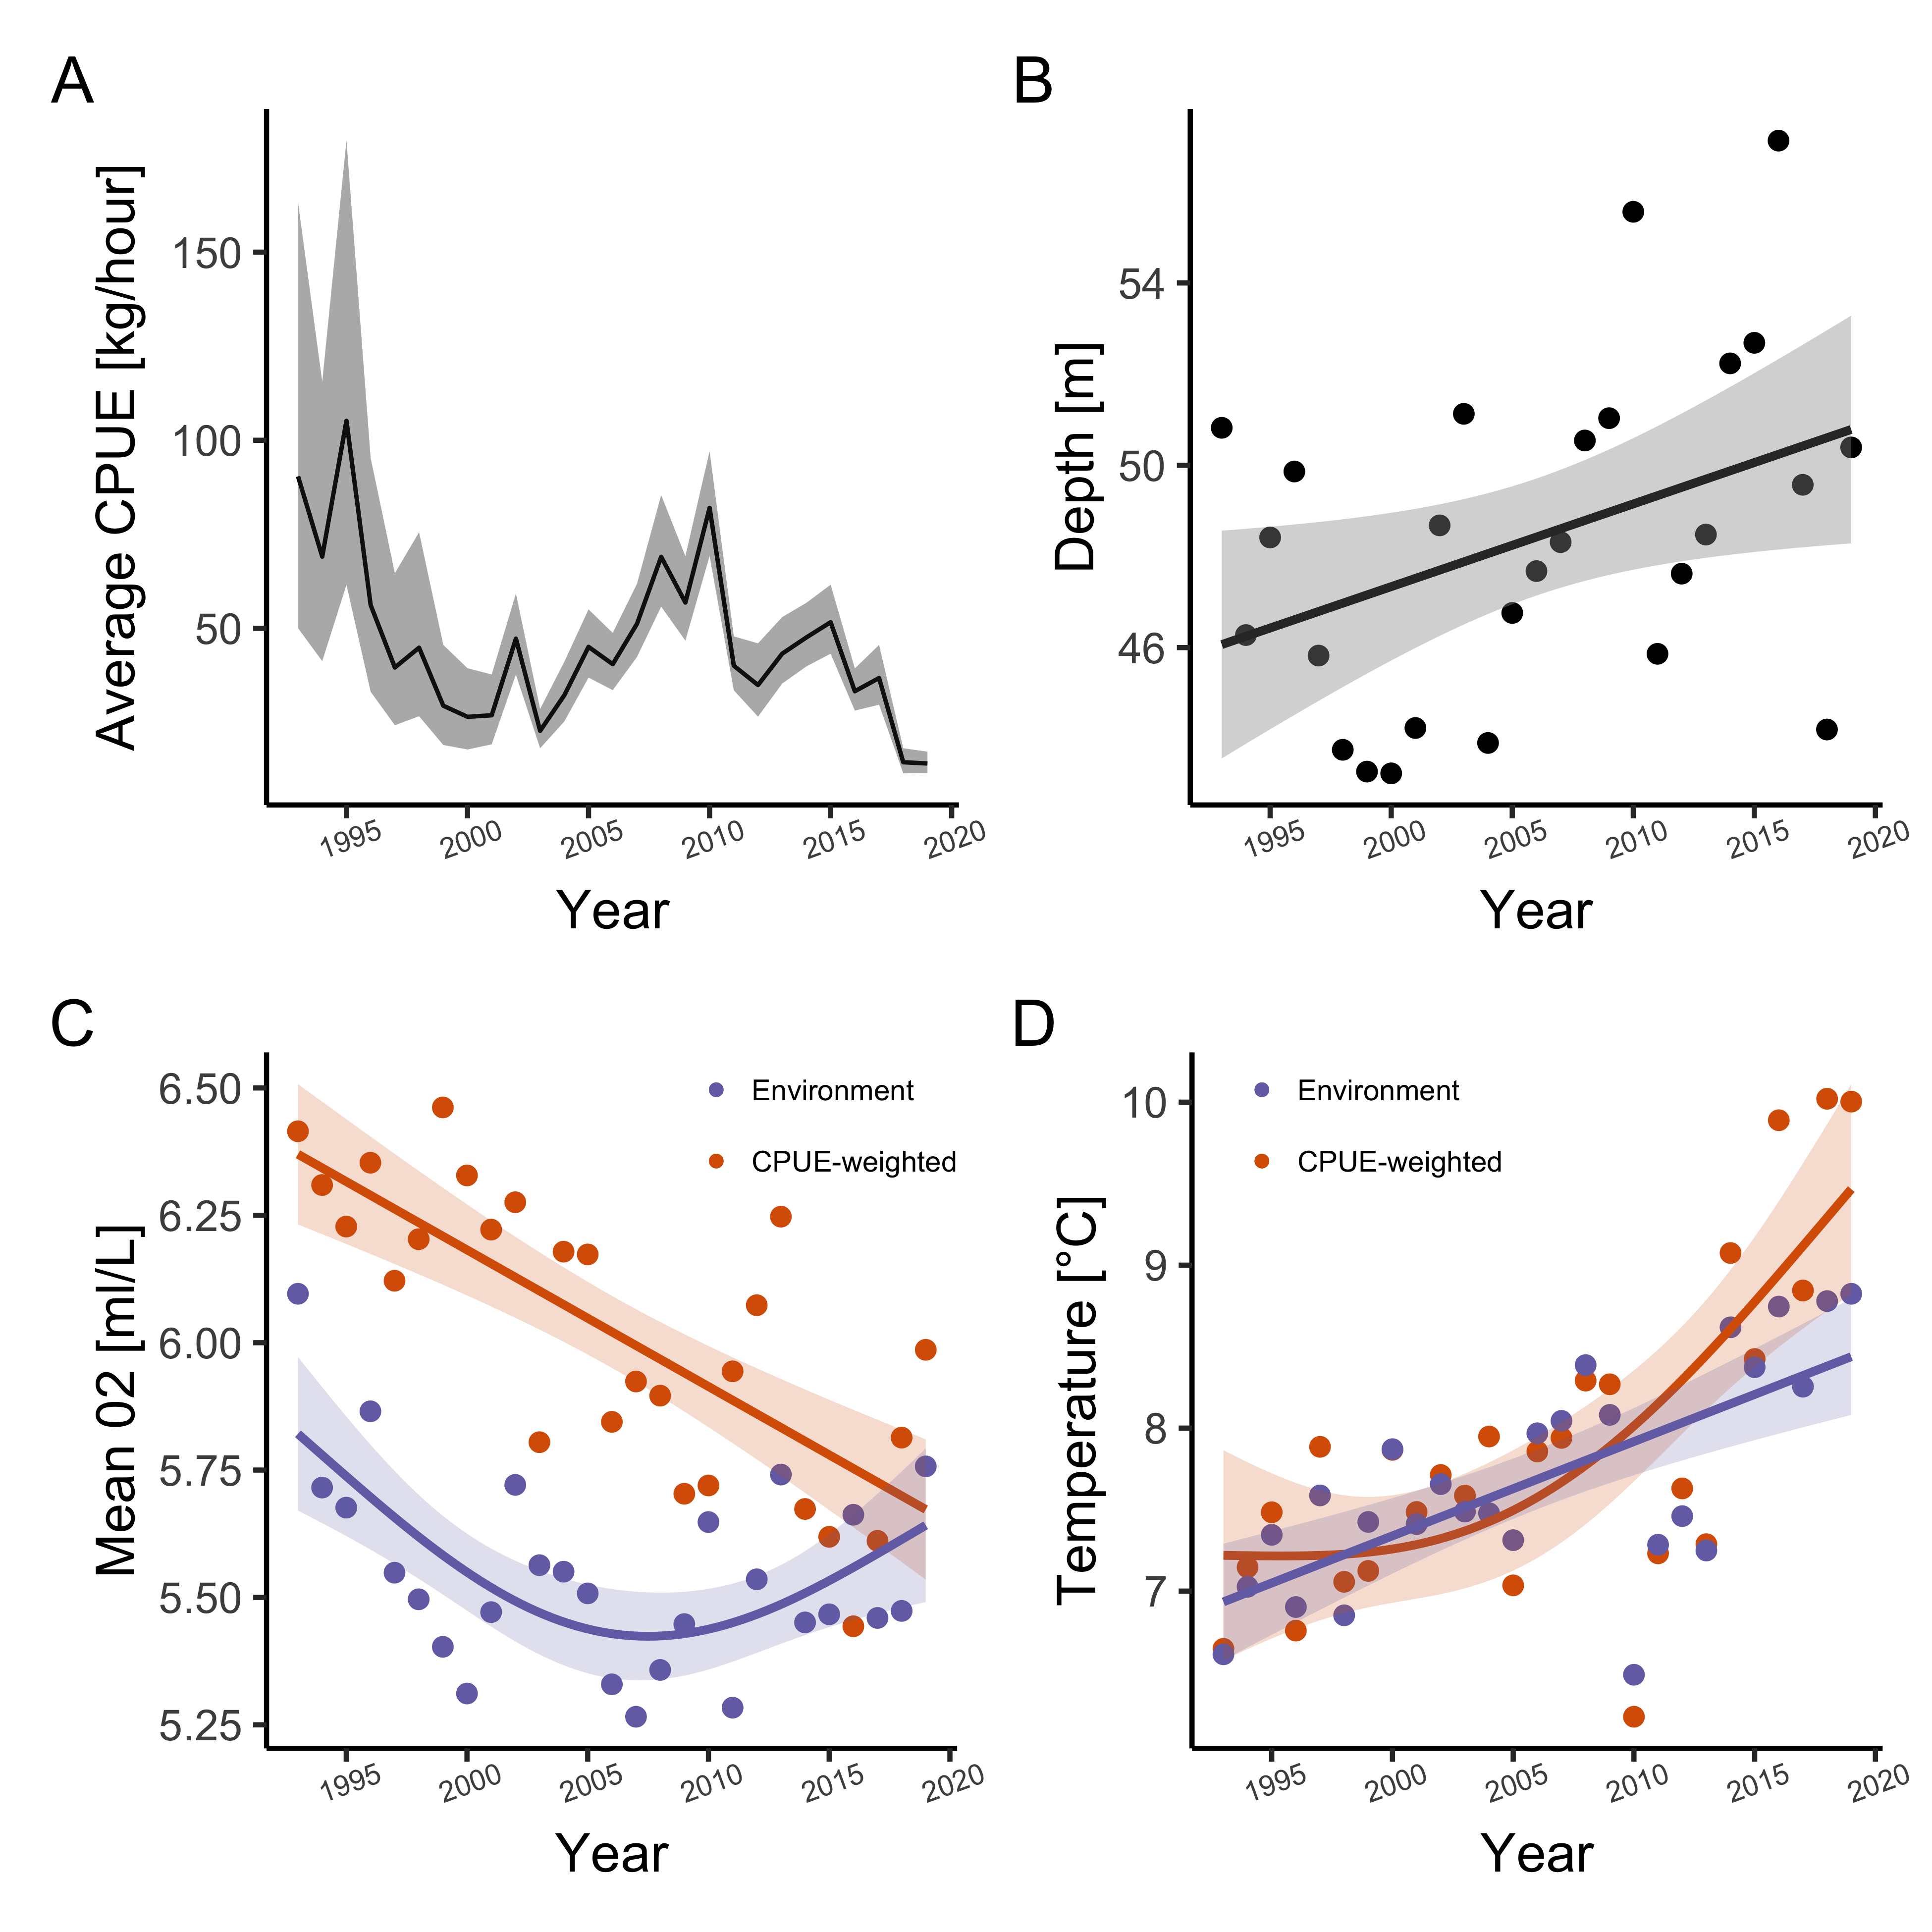 A
Average CPUE [kg/hour]
150
100
50
1995 2000 2005 2010 2015 2020
Year
B
Depth [m]
54
50
46
1995 2000 2005 2010 2015 2020
Year
C
Mean 02 [ml/L]
6.50
6.25
6.00
5.75
5.50
5.25
Environment
CPUE-weighted
1995 2000 2005 2010 2015 2020
Year
D
Temperature [°C]
10
9
8
7
Environment
CPUE-weighted
1995 2000 2005 2010 2015 2020
Year